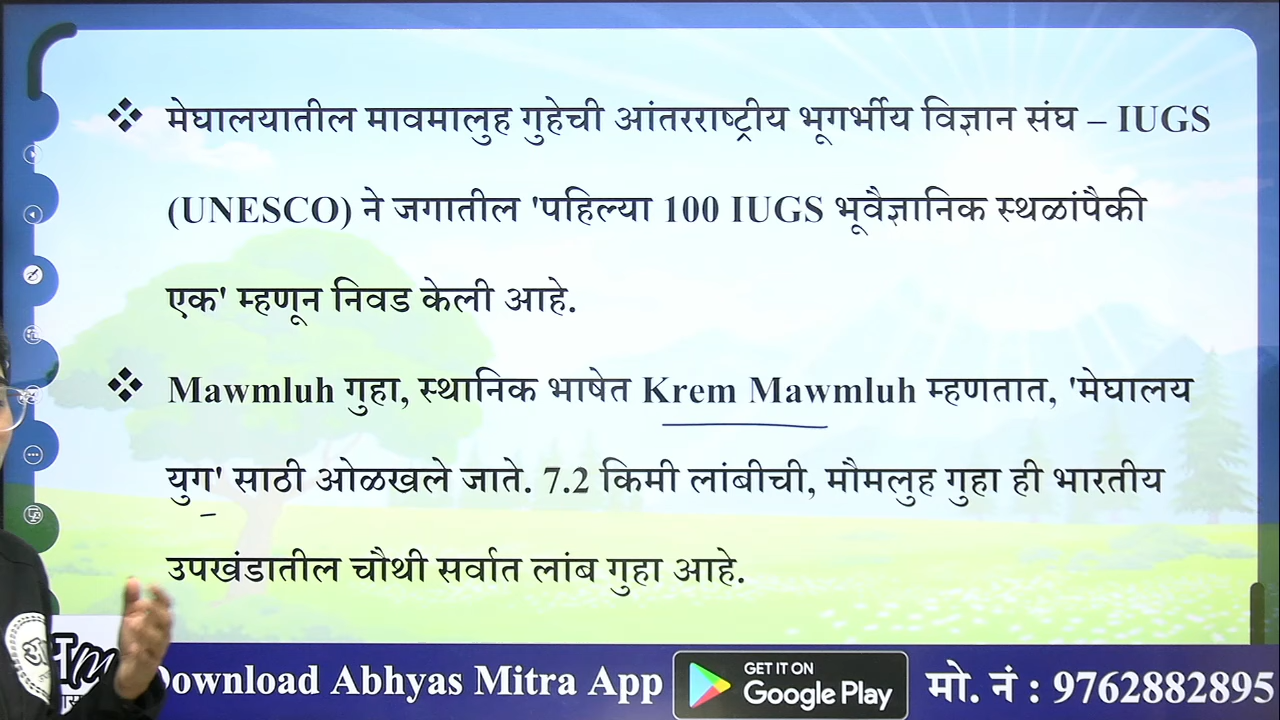 ❖ मेघालयातील मावमालुह गुहेची आंतरराष्ट्रीय भूगर्भीय विज्ञान संघ – IUGS
(UNESCO) ने जगातील 'पहिल्या 100 IUGS भूवैज्ञानिक स्थळांपैकी
एक' म्हणून निवड केली आहे.
❖ Mawmluh गुहा, स्थानिक भाषेत Krem Mawmluh म्हणतात, 'मेघालय
युग' साठी ओळखले जाते. 7.2 किमी लांबीची, मौमलुह गुहा ही भारतीय
उपखंडातील चौथी सर्वात लांब गुहा आहे.
Download Abhyas Mitra App
GET IT ON
Google Play
मो. नं : 9762882895